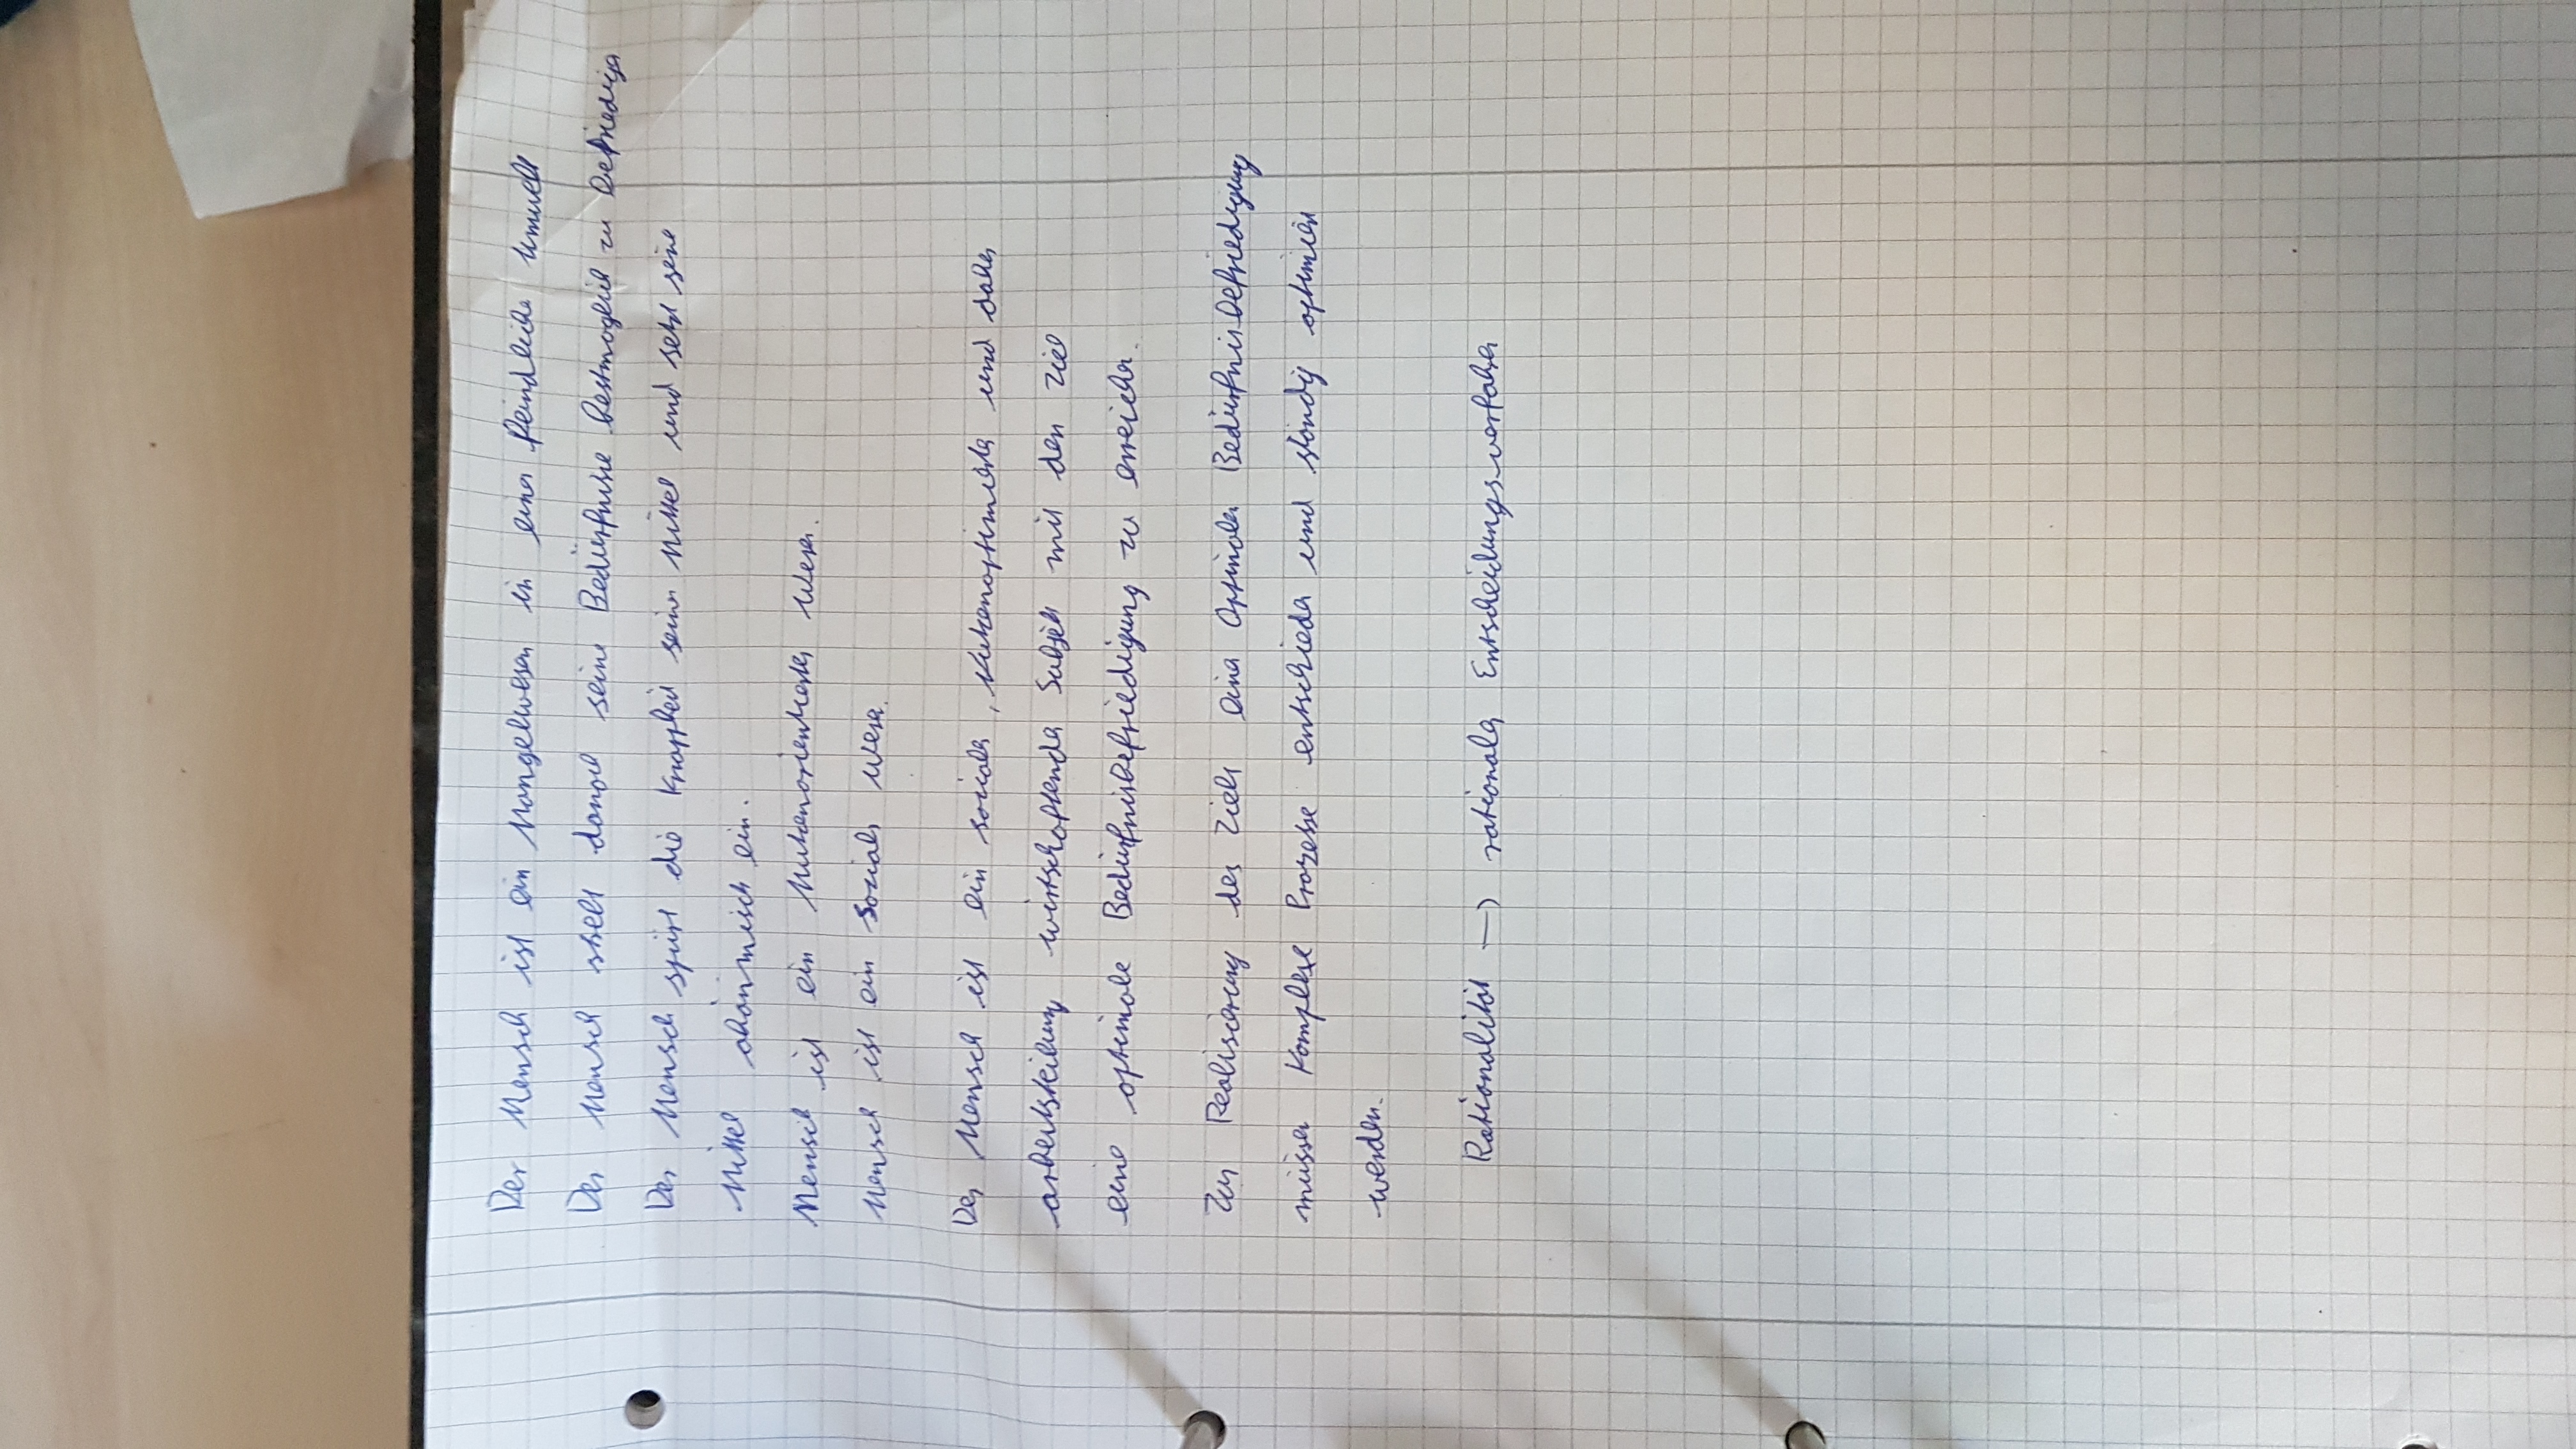 Der Mensch ist ein Mangelwesen in einer feindlichen Umwelt
Der Mensch strebt danach seine Bedürfnisse bestmöglich zu befriedigen
Der Mensch spürt die Knappheit seiner Mittel und setzt seine
Mittel ökonomisch ein.
Mensch ist ein Nutzenorientiertes Wesen.
Mensch ist ein Soziales Wesen.
Der Mensch ist ein soziales, Nutzenoptimiertes und daher
arbeitsteilung wirtschaftendes Subjekt mit den Ziel
eine optimale Bedürfnisbefriedigung zu erreichen.
Zur Realisierung des Ziels einer Optimalen Bedürfnisbefriedigung
müssen Komplexe Prozesse entschieden und ständig optimiert
werden.
Rationalität → rationales Entscheidungsverfahren